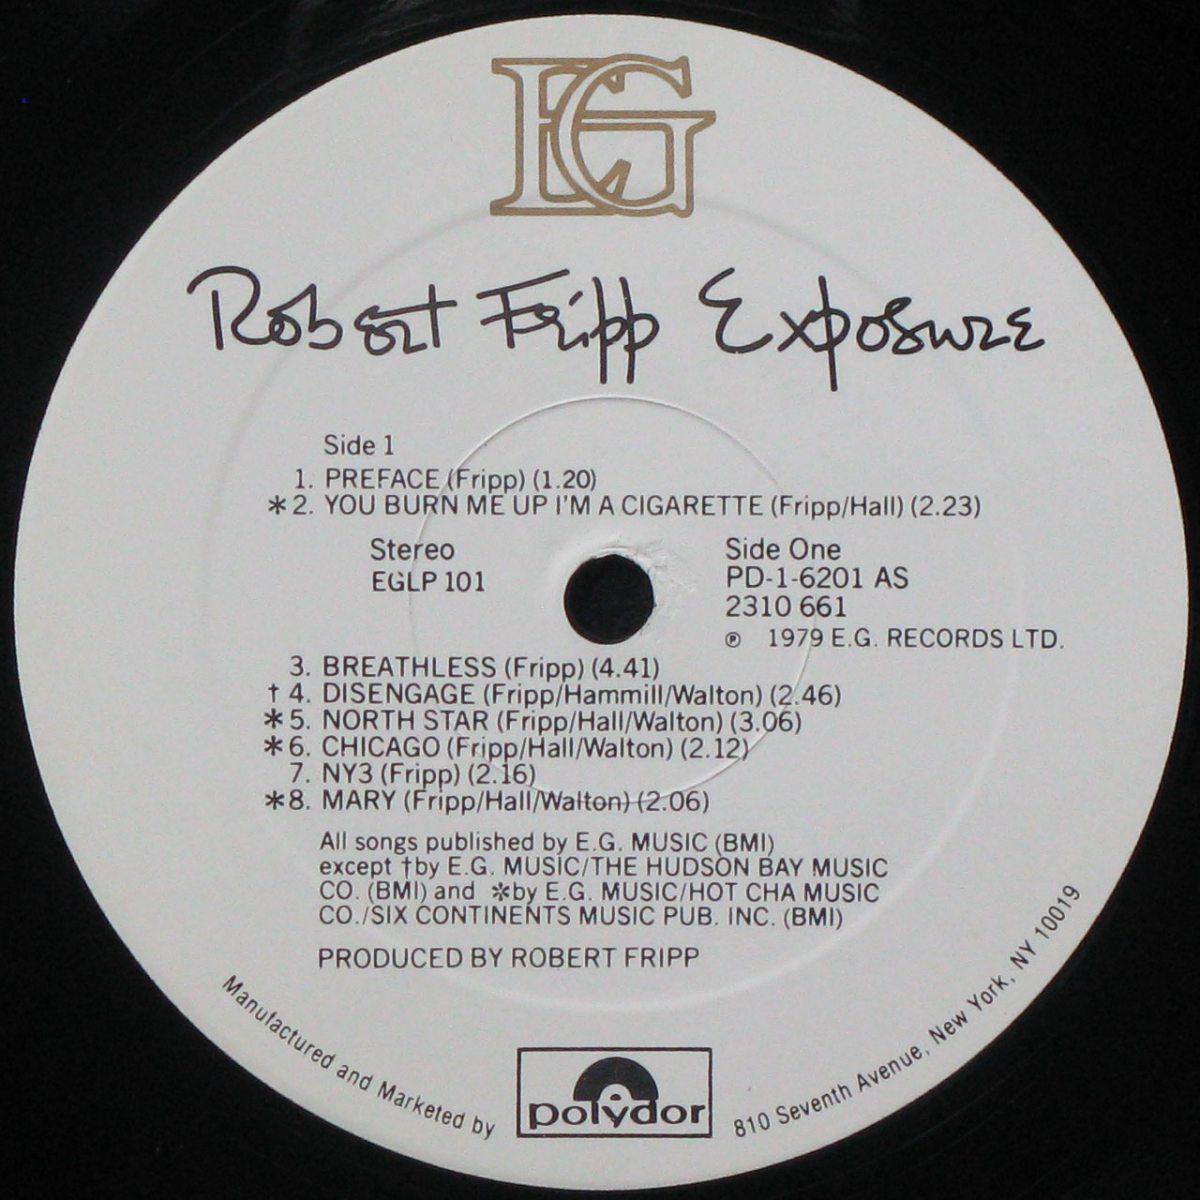 EG
Robert Fripp Exposure
Side 1
1. PREFACE (Fripp) (1.20)
*2. YOU BURN ME UP I'M A CIGARETTE (Fripp/Hall) (2.23)
Stereo
EGLP 101
Side One
PD-1-6201 AS
2310 661
℗ 1979 E.G. RECORDS LTD.
3. BREATHLESS (Fripp) (4.41)
†4. DISENGAGE (Fripp/Hammill/Walton) (2.46)
*5. NORTH STAR (Fripp/Hall/Walton) (3.06)
*6. CHICAGO (Fripp/Hall/Walton) (2.12)
7. NY3 (Fripp) (2.16)
*8. MARY (Fripp/Hall/Walton) (2.06)
All songs published by E.G. MUSIC (BMI)
except †by E.G. MUSIC/THE HUDSON BAY MUSIC
CO. (BMI) and *by E.G. MUSIC/HOT CHA MUSIC
CO./SIX CONTINENTS MUSIC PUB. INC. (BMI)
PRODUCED BY ROBERT FRIPP
Manufactured and Marketed by
polydor
810 Seventh Avenue, New York, NY 10019